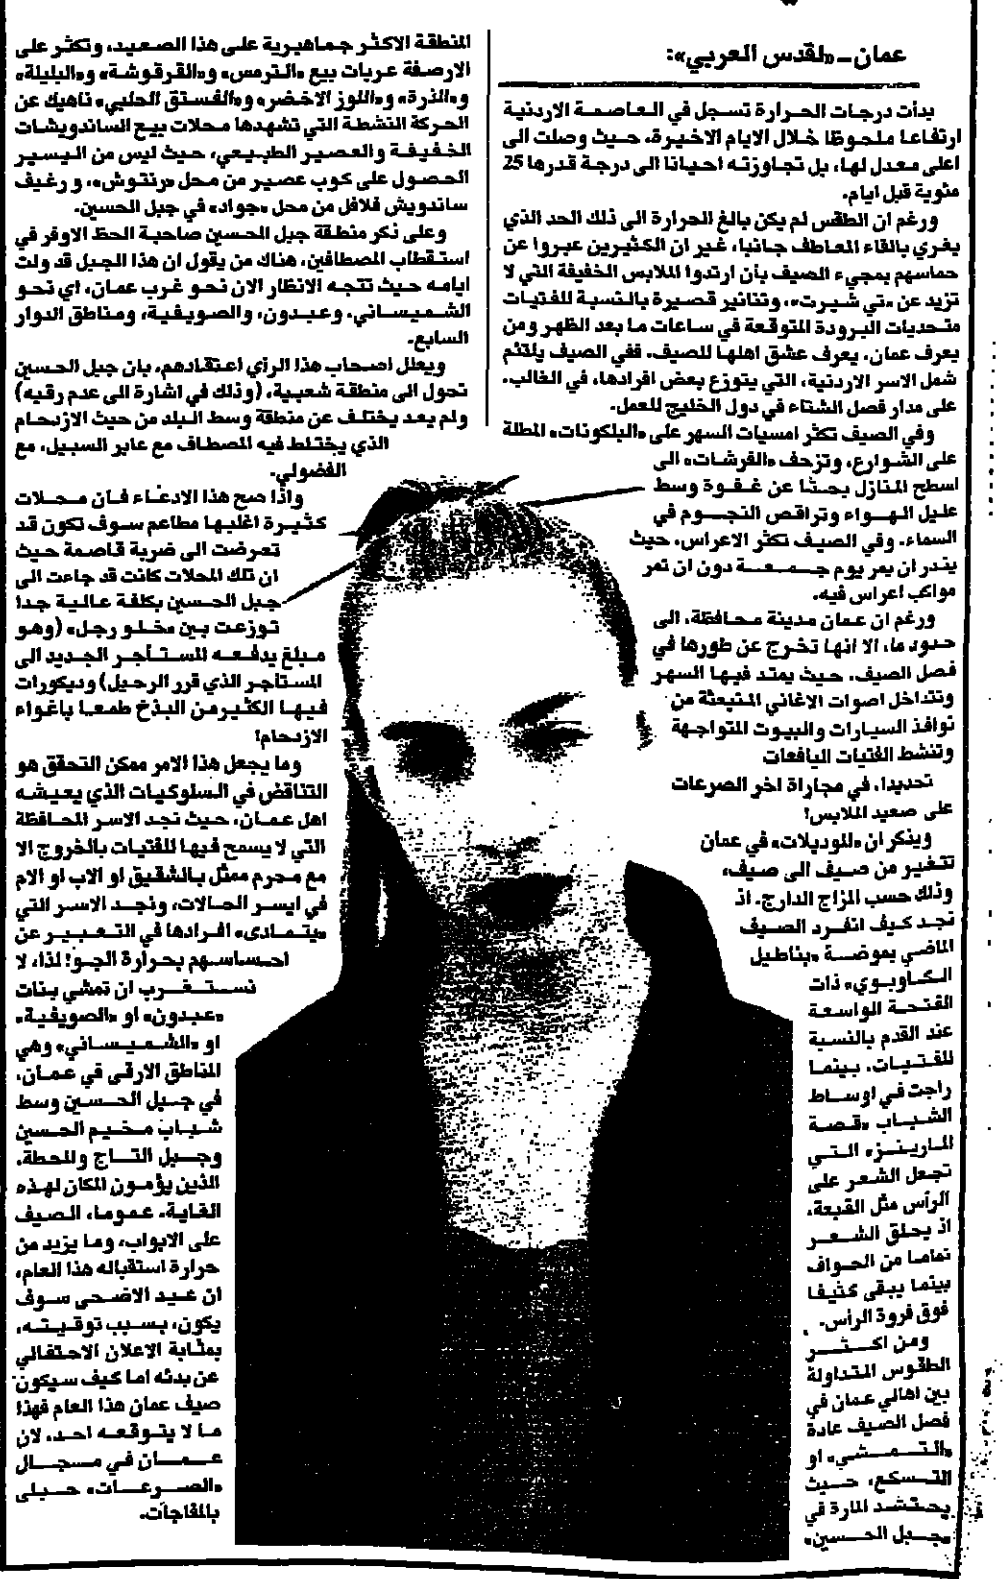 عمان ـ «لقدس العربي»:
بدأت درجات الحرارة تسجل في العاصمة الاردنية
ارتفاعا ملحوظا خلال الايام الاخيرة، حيث وصلت الى
اعلى معدل لها، بل تجاوزته احيانا الى درجة قدرها 25
مئوية قبل ايام.
ورغم ان الطقس لم يكن بالغ الحرارة الى ذلك الحد الذي
يغري بالقاء المعاطف جانبا، غير ان الكثيرين عبروا عن
حماسهم بمجيء الصيف بأن ارتدوا الملابس الخفيفة التي لا
تزيد عن «تي شيرت»، وتنانير قصيرة بالنسبة للفتيات
متحديات البرودة المتوقعة في ساعات ما بعد الظهر ومن
يعرف عمان، يعرف عشق اهلها للصيف. ففي الصيف يلتئم
شمل الاسر الاردنية، التي يتوزع بعض افرادها، في الغالب،
على مدار فصل الشتاء في دول الخليج للعمل.
وفي الصيف تكثر امسيات السهر على «البلكونات» المطلة
على الشوارع، وتزحف «الفرشات» الى
اسطح المنازل بحثا عن غفوة وسط
عليل الهواء وتراقص النجوم في
السماء. وفي الصيف تكثر الاعراس، حيث
يندر ان يمر يوم جمعة دون ان تمر
مواكب اعراس فيه.
ورغم ان عمان مدينة محافظة، الى
حدود ما، الا انها تخرج عن طورها في
فصل الصيف، حيث يمتد فيها السهر
وتتداخل اصوات الاغاني المنبعثة من
نوافذ السيارات والبيوت المتواجهة
وتنشط الفتيات اليافعات
تحديدا، في مجاراة اخر الصرعات
على صعيد الملابس!
ويذكر ان «الموديلات» في عمان
تتغير من صيف الى صيف،
وذلك حسب المزاج الدارج. اذ
نجد كيف انفرد الصيف
الماضي بموضة «بناطيل
الكاوبوي» ذات
الفتحة الواسعة
عند القدم بالنسبة
للفتيات، بينما
راجت في اوساط
الشباب «قصة
المارينز» التي
تجعل الشعر على
الرأس مثل القبعة،
اذ يحلق الشعر
تماما من الحواف
بينما يبقى كثيفا
فوق فروة الرأس.
ومن اكثر
الطقوس المتداولة
بين اهالي عمان في
فصل الصيف عادة
«التمشي» او
التسكع، حيث
يحتشد المارة في
«جبل الحسين»
المنطقة الاكثر جماهيرية على هذا الصعيد، وتكثر على
الارصفة عربات بيع «الترمس» و«القرقوشة» و«البليلة»
و«الذرة» و«اللوز الاخضر» و«الفستق الحلبي» ناهيك عن
الحركة النشطة التي تشهدها محلات بيع الساندويشات
الخفيفة والعصير الطبيعي، حيث ليس من اليسير
الحصول على كوب عصير من محل «رنتوش»، ورغيف
ساندويش فلافل من محل «جواد» في جبل الحسين.
وعلى ذكر منطقة جبل الحسين صاحبة الحظ الاوفر في
استقطاب المصطافين، هناك من يقول ان هذا الجبل قد ولت
ايامه حيث تتجه الانظار الان نحو غرب عمان، اي نحو
الشميساني، وعبدون، والصويفية، ومناطق الدوار
السابع.
ويعلل اصحاب هذا الرأي اعتقادهم، بان جبل الحسين
تحول الى منطقة شعبية، (وذلك في اشارة الى عدم رقيه)
ولم يعد يختلف عن منطقة وسط البلد من حيث الازدحام
الذي يختلط فيه المصطاف مع عابر السبيل، مع
الفضولي.
واذا صح هذا الادعاء فان محلات
كثيرة اغلبها مطاعم سوف تكون قد
تعرضت الى ضربة قاصمة حيث
ان تلك المحلات كانت قد جاءت الى
جبل الحسين بكلفة عالية جدا
توزعت بين «خلو رجل» (وهو
مبلغ يدفعه المستأجر الجديد الى
المستاجر الذي قرر الرحيل) وديكورات
فيها الكثير من البذخ طمعا باغواء
الازدحام!
وما يجعل هذا الامر ممكن التحقق هو
التناقض في السلوكيات الذي يعيشه
اهل عمان، حيث نجد الاسر المحافظة
التي لا يسمح فيها للفتيات بالخروج الا
مع محرم ممثل بالشقيق او الاب او الام
في ايسر الحالات، ونجد الاسر التي
«يتمادى» افرادها في التعبير عن
احساسهم بحرارة الجو! لذا، لا
نستغرب ان تمشي بنات
«عبدون» او «الصويفية»
او «الشميساني» وهي
المناطق الارقى في عمان،
في جبل الحسين وسط
شباب مخيم الحسين
وجبل التاج والمحطة،
الذين يؤمون المكان لهذه
الغاية. عموما، الصيف
على الابواب، وما يزيد من
حرارة استقباله هذا العام،
ان عيد الاضحى سوف
يكون، بسبب توقيته،
بمثابة الاعلان الاحتفالي
عن بدئه اما كيف سيكون
صيف عمان هذا العام فهذا
ما لا يتوقعه احد، لان
عمان في مسجال
«الصرعات» حبلى
بالمفاجآت.